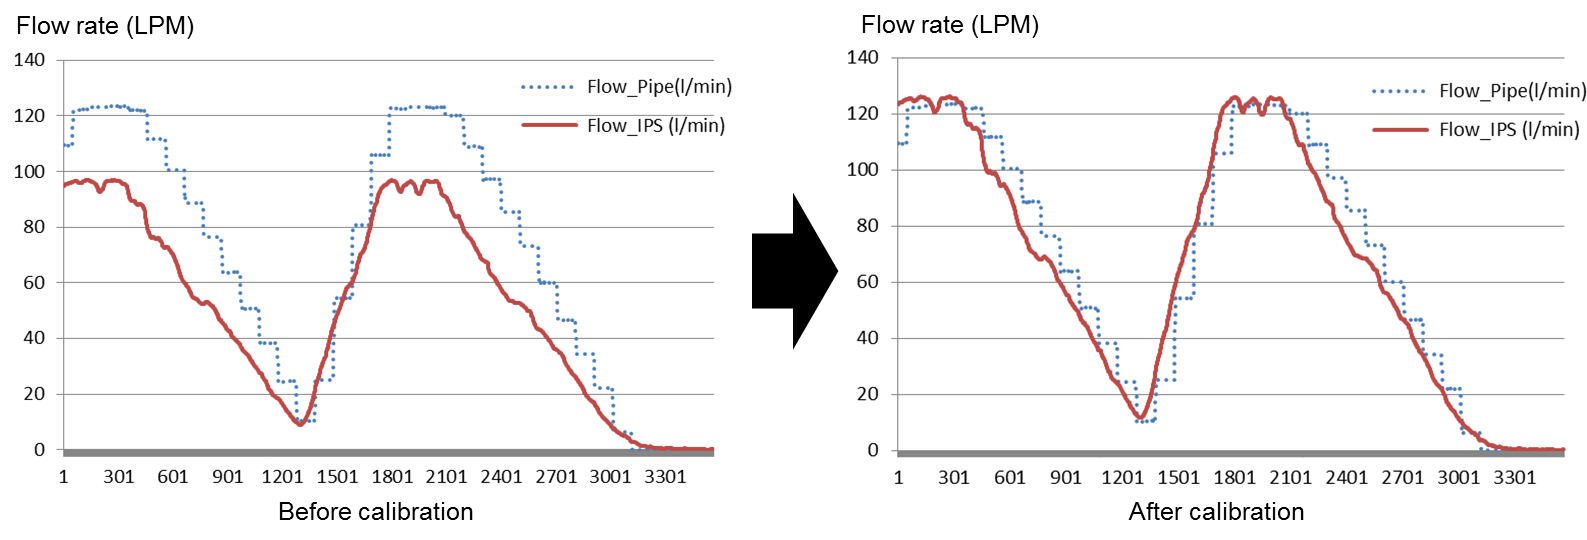 Flow rate (LPM)
140
120
100
80
60
40
20
0
Flow_Pipe(l/min)
Flow_IPS (l/min)
1 301 601 901 1201 1501 1801 2101 2401 2701 3001 3301
Before calibration
Flow rate (LPM)
140
120
100
80
60
40
20
0
Flow_Pipe(l/min)
Flow_IPS (l/min)
1 301 601 901 1201 1501 1801 2101 2401 2701 3001 3301
After calibration